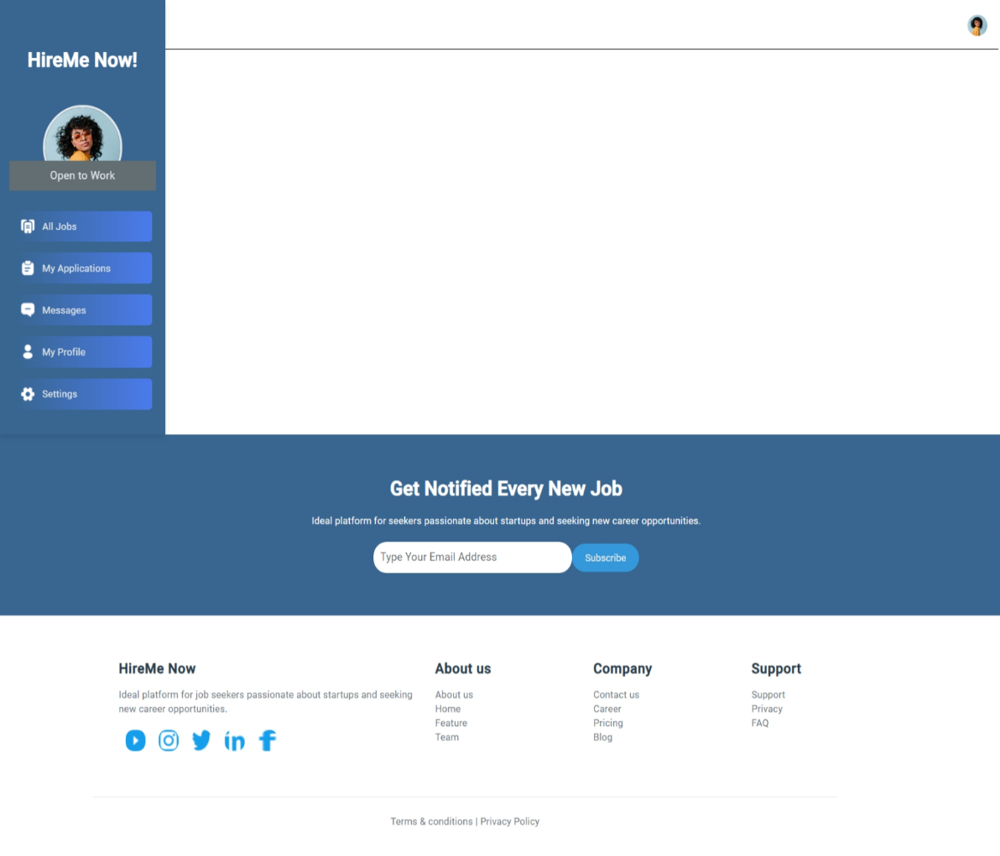 HireMe Now!
Open to Work
All Jobs
My Applications
Messages
My Profile
Settings
Get Notified Every New Job
Ideal platform for seekers passionate about startups and seeking new career opportunities.
Type Your Email Address
Subscribe
HireMe Now
Ideal platform for job seekers passionate about startups and seeking
new career opportunities.
About us
About us
Home
Feature
Team
Company
Contact us
Career
Pricing
Blog
Support
Support
Privacy
FAQ
Terms & conditions | Privacy Policy